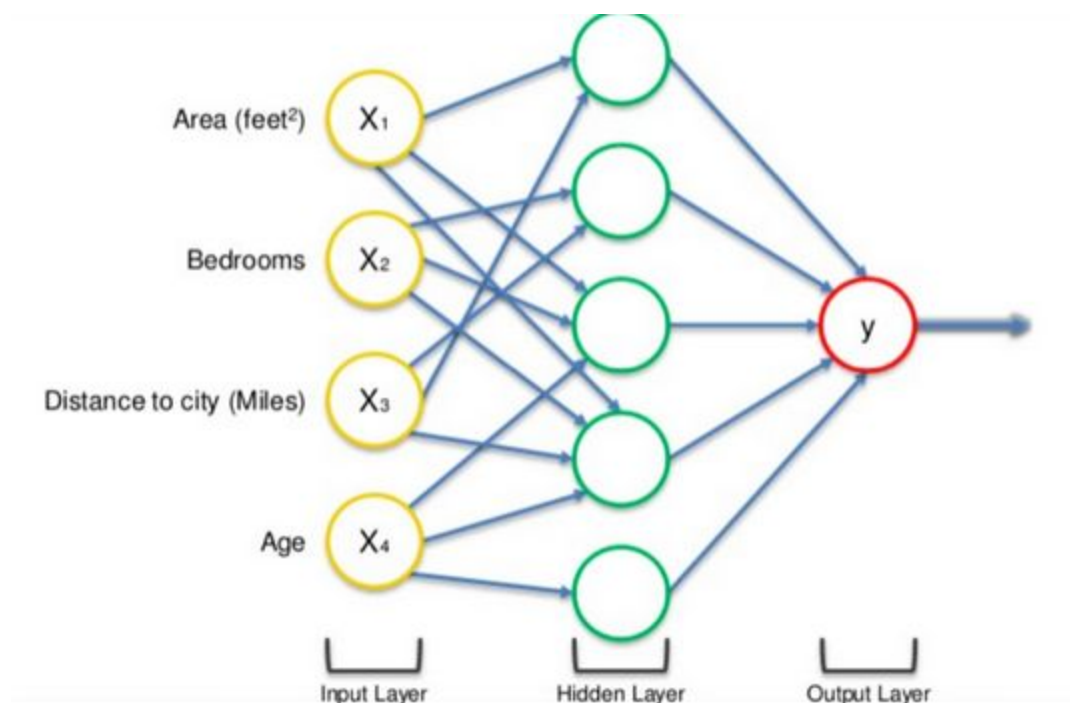 Area (feet²)
X₁
Bedrooms
X₂
Distance to city (Miles)
X₃
Age
X₄
y
Input Layer
Hidden Layer
Output Layer